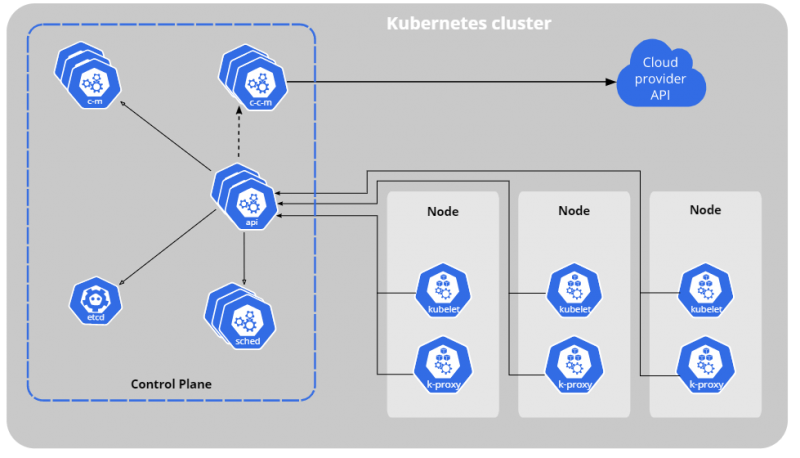 Kubernetes cluster
c-m
c-c-m
Cloud
provider
API
api
Node
Node
Node
etcd
sched
kubelet
kubelet
kubelet
k-proxy
k-proxy
k-proxy
Control Plane